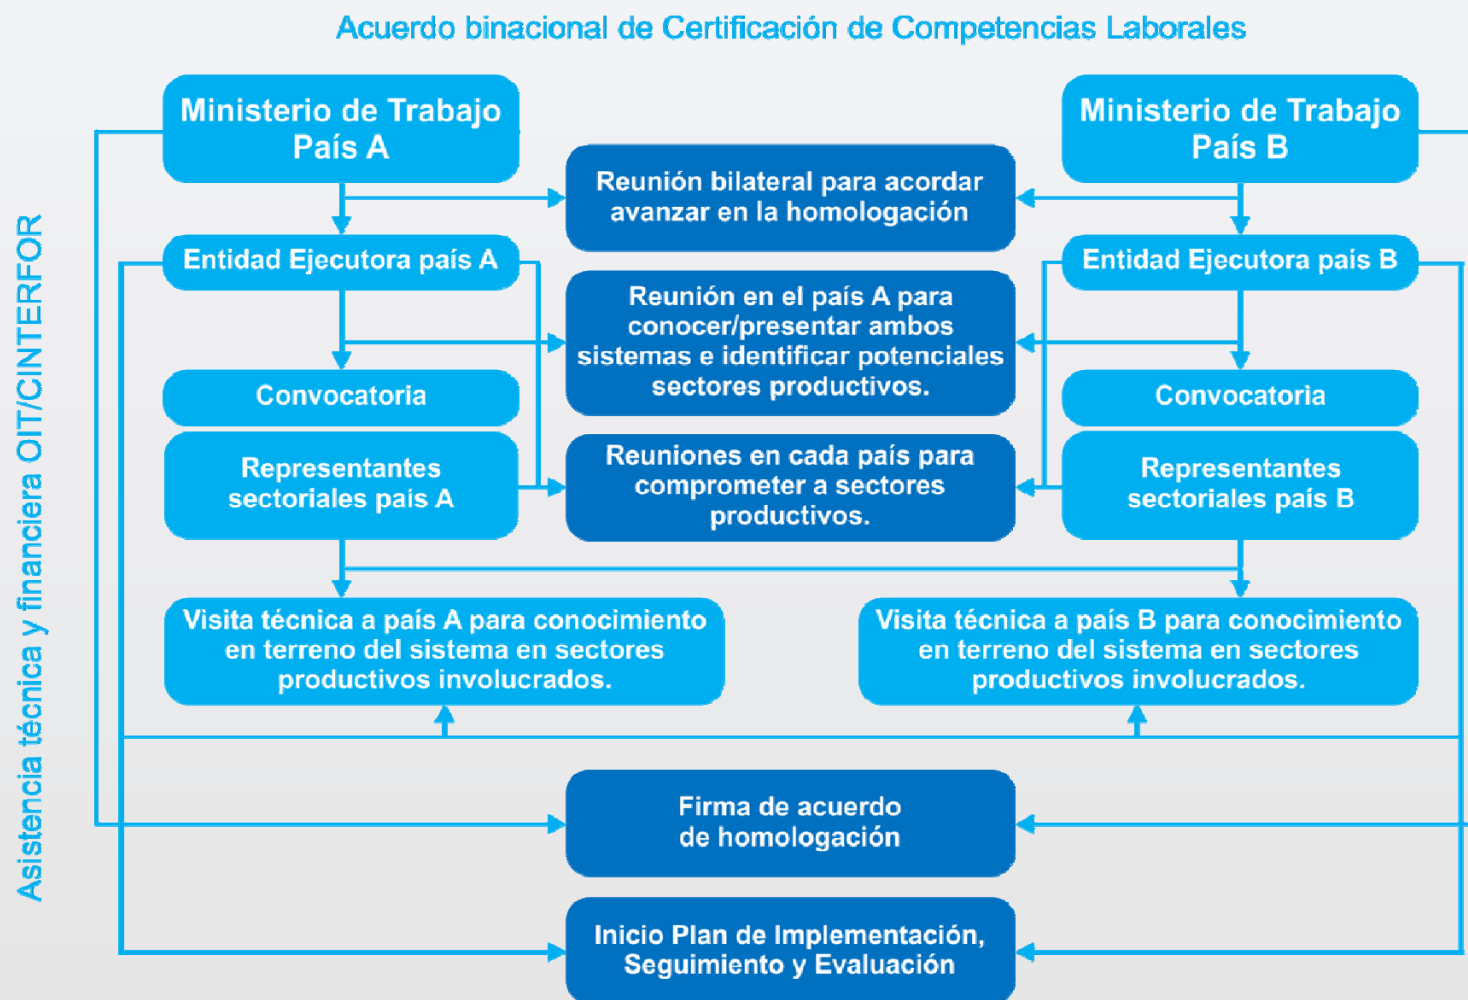 Acuerdo binacional de Certificación de Competencias Laborales
Asistencia técnica y financiera OIT/CINTERFOR
Ministerio de Trabajo
País A
Ministerio de Trabajo
País B
Reunión bilateral para acordar
avanzar en la homologación
Entidad Ejecutora país A
Entidad Ejecutora país B
Reunión en el país A para
conocer/presentar ambos
sistemas e identificar potenciales
sectores productivos.
Convocatoria
Convocatoria
Representantes
sectoriales país A
Reuniones en cada país para
comprometer a sectores
productivos.
Representantes
sectoriales país B
Visita técnica a país A para conocimiento
en terreno del sistema en sectores
productivos involucrados.
Visita técnica a país B para conocimiento
en terreno del sistema en sectores
productivos involucrados.
Firma de acuerdo
de homologación
Inicio Plan de Implementación,
Seguimiento y Evaluación